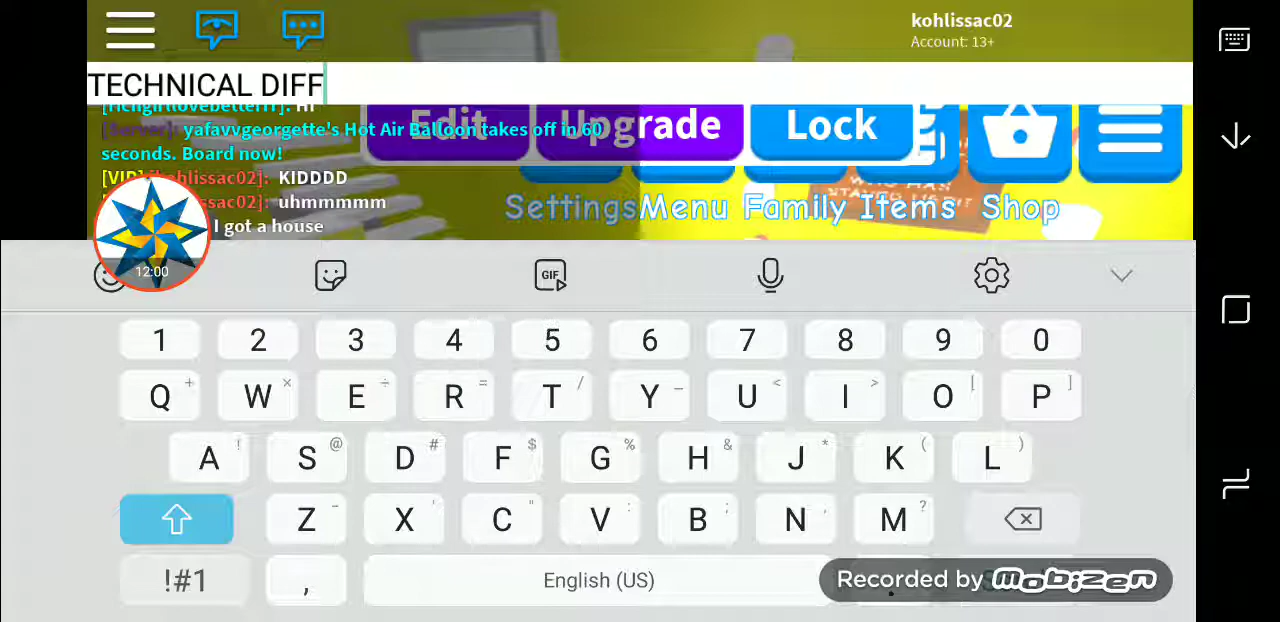 kohlissac02
Account: 13+
TECHNICAL DIFF
[Richgirllovebetterff]: Hi
[Server]: yafavvgeorgette's Hot Air Balloon takes off in 60
seconds. Board now!
[VIP] [kohlissac02]: KIDDDD
uhmmmmm
I got a house
Edit Upgrade Lock
Settings Menu Family Items Shop
12:00
GIF
1 2 3 4 5 6 7 8 9 0
Q + W × E ÷ R = T / Y _ U < I > O [ P ]
A ! S @ D # F $ G % H & J * K ( L )
Z - X ' C " V : B ; N , M ?
!#1 , English (US) .
Recorded by mobizen